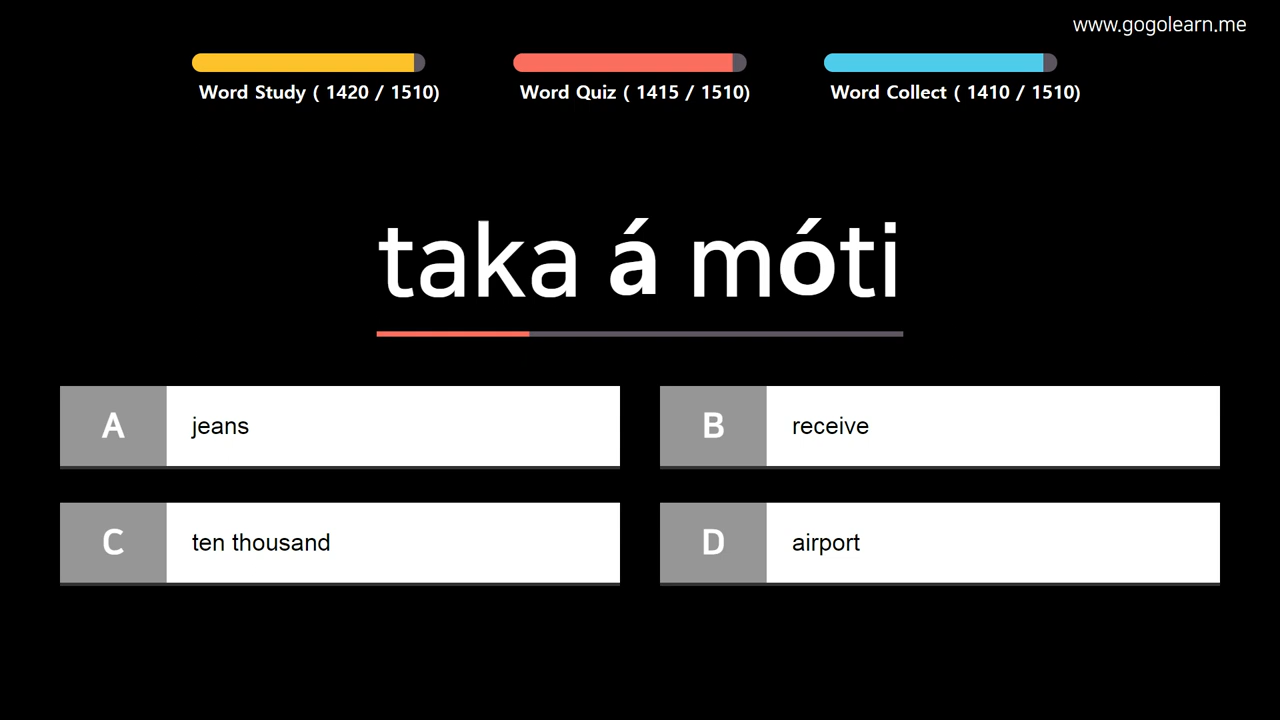 www.gogolearn.me
Word Study ( 1420 / 1510)
Word Quiz ( 1415 / 1510)
Word Collect ( 1410 / 1510)
taka á móti
A jeans
B receive
C ten thousand
D airport